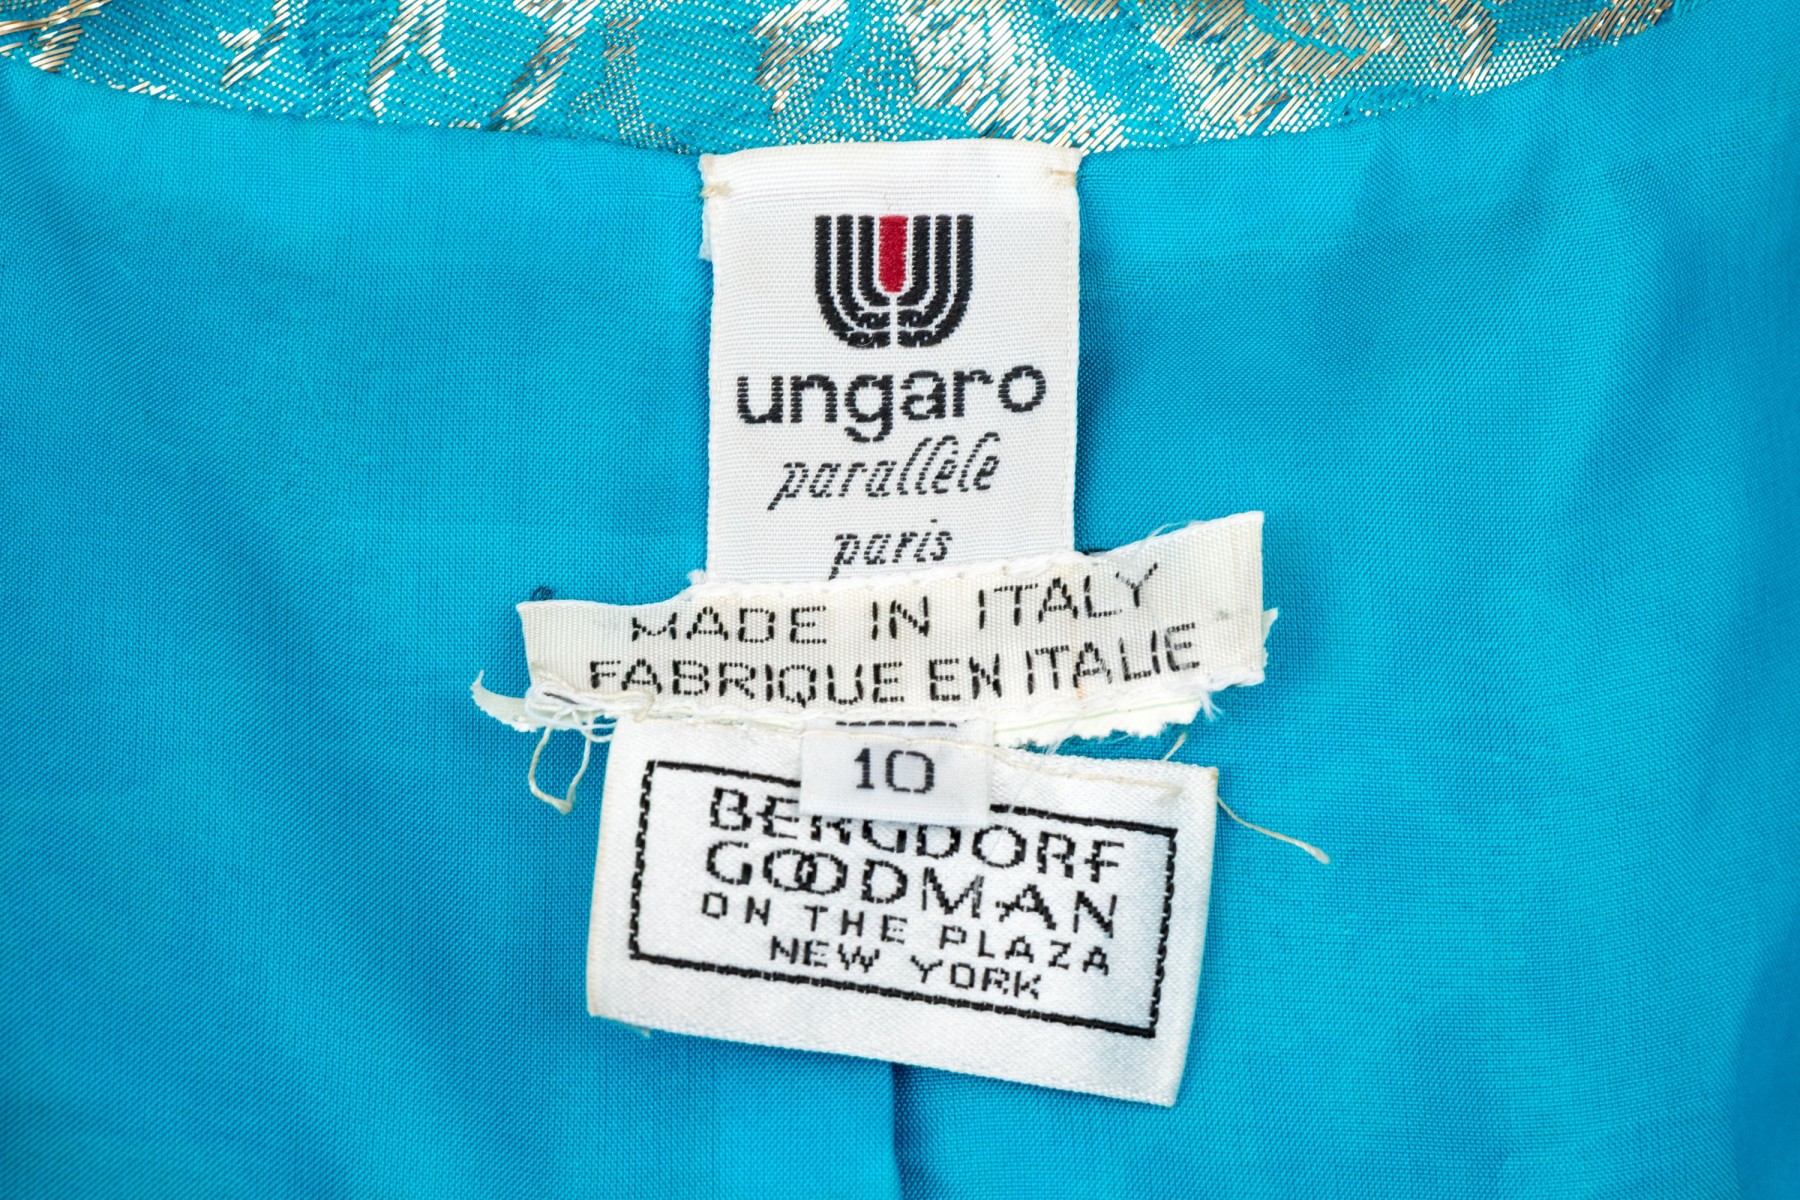 ungaro
parallèle
paris
MADE IN ITALY
FABRIQUE EN ITALIE
10
BERGDORF
GOODMAN
ON THE PLAZA
NEW YORK